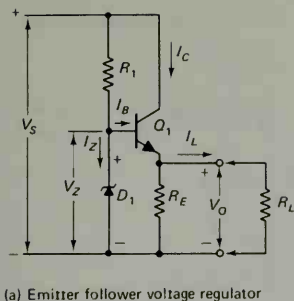 +
R1
IC
IB
Q1
VS
IZ
IL
+
+
VZ
D1
RE
VO
RL
−
−
−
−
(a) Emitter follower voltage regulator